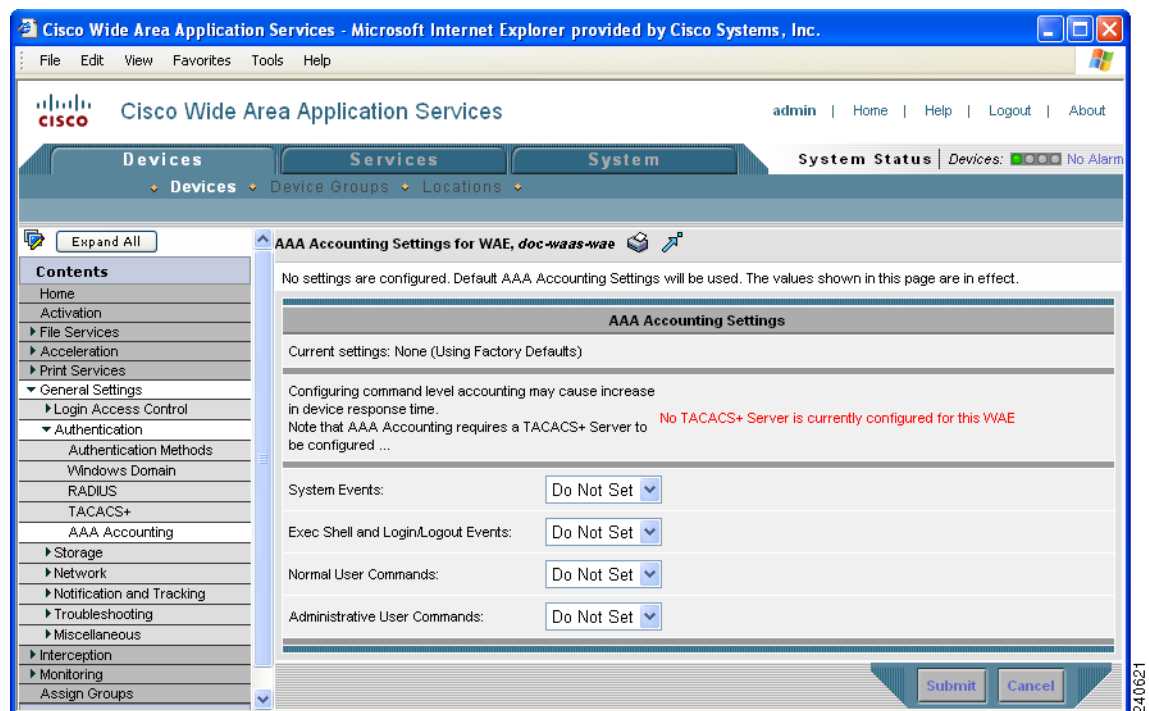 Cisco Wide Area Application Services - Microsoft Internet Explorer provided by Cisco Systems, Inc.
File Edit View Favorites Tools Help
cisco Cisco Wide Area Application Services admin | Home | Help | Logout | About
Devices Services System System Status Devices: No Alarm
Devices Device Groups Locations
Expand All
Contents
Home
Activation
File Services
Acceleration
Print Services
General Settings
Login Access Control
Authentication
Authentication Methods
Windows Domain
RADIUS
TACACS+
AAA Accounting
Storage
Network
Notification and Tracking
Troubleshooting
Miscellaneous
Interception
Monitoring
Assign Groups
AAA Accounting Settings for WAE, doc-waas-wae
No settings are configured. Default AAA Accounting Settings will be used. The values shown in this page are in effect.
AAA Accounting Settings
Current settings: None (Using Factory Defaults)
Configuring command level accounting may cause increase
in device response time.
Note that AAA Accounting requires a TACACS+ Server to
be configured ...
No TACACS+ Server is currently configured for this WAE
System Events: Do Not Set
Exec Shell and Login/Logout Events: Do Not Set
Normal User Commands: Do Not Set
Administrative User Commands: Do Not Set
Submit Cancel
240621